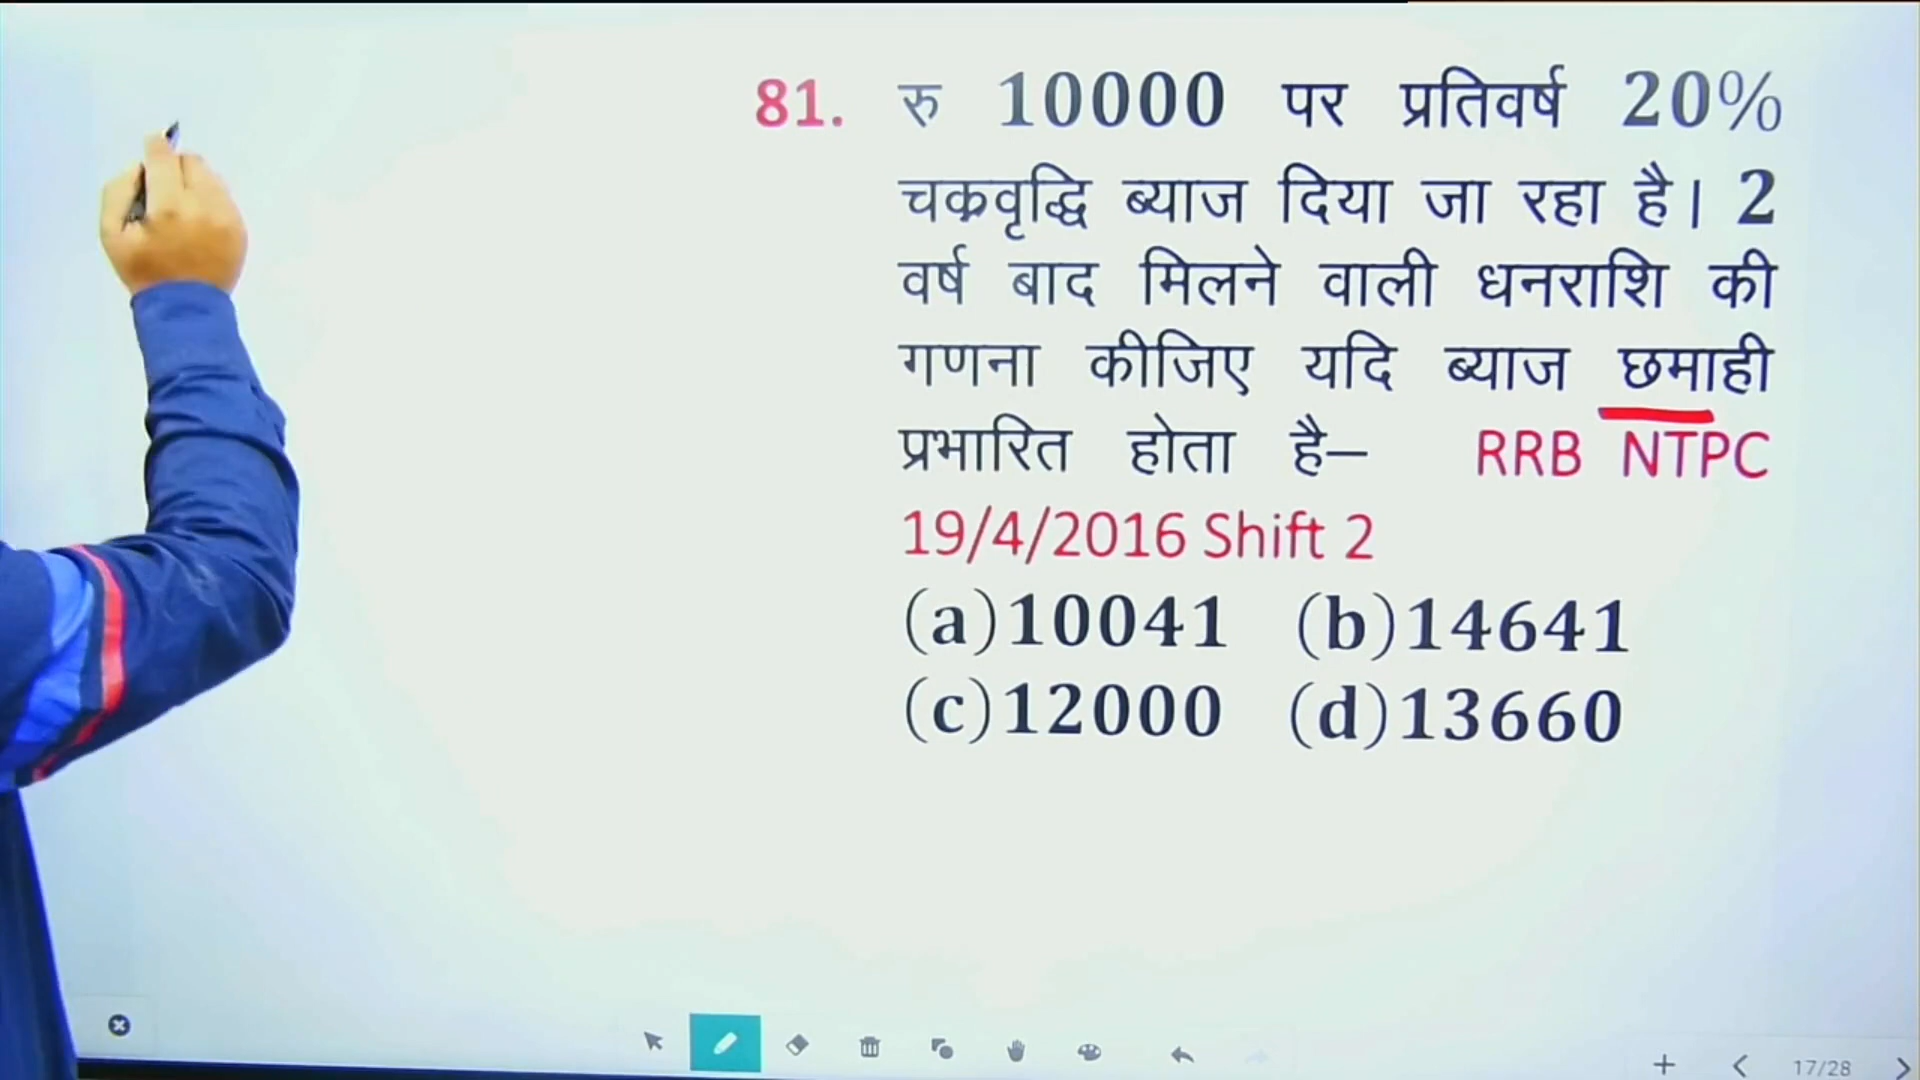 81. रु 10000 पर प्रतिवर्ष 20%
चक्रवृद्धि ब्याज दिया जा रहा है। 2
वर्ष बाद मिलने वाली धनराशि की
गणना कीजिए यदि ब्याज छमाही
प्रभारित होता है– RRB NTPC
19/4/2016 Shift 2
(a)10041 (b)14641
(c)12000 (d)13660
17/28